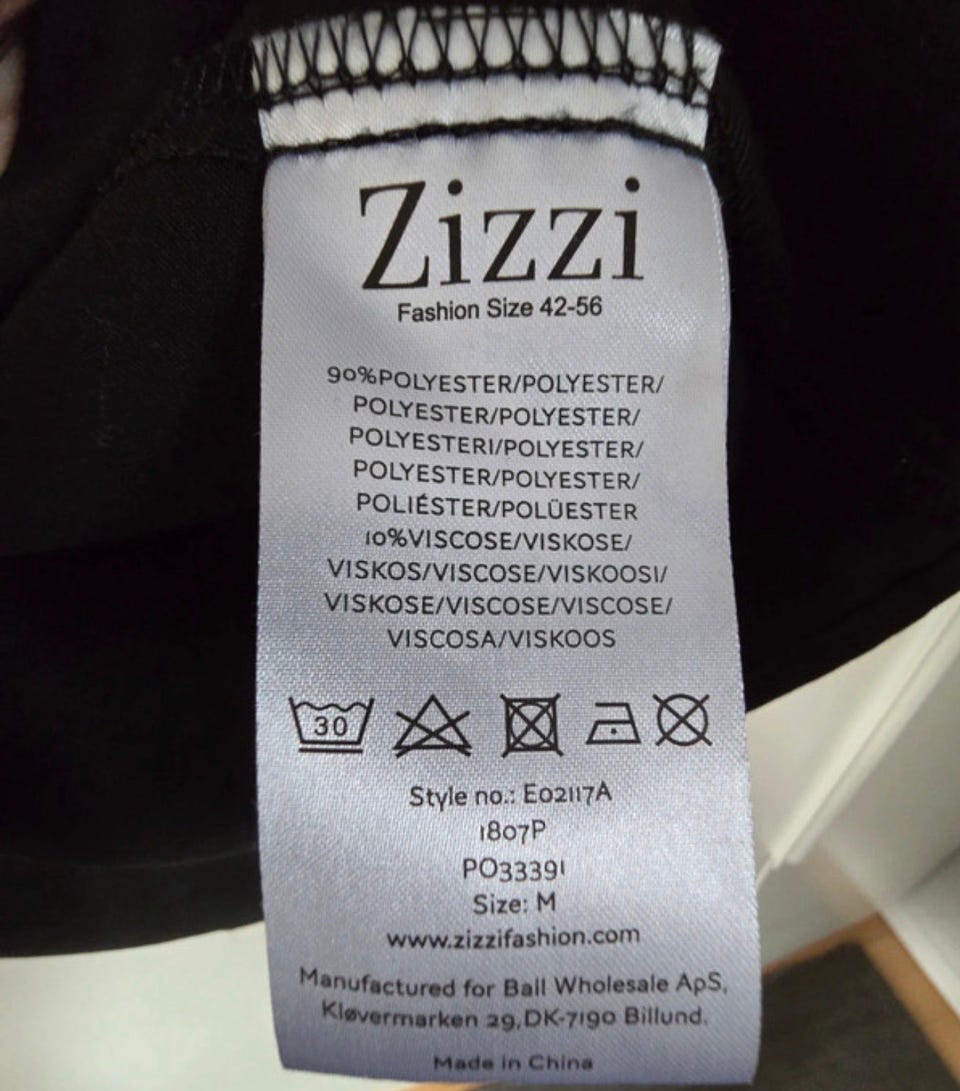 Zizzi
Fashion Size 42-56
90%POLYESTER/POLYESTER/
POLYESTER/POLYESTER/
POLYESTERI/POLYESTER/
POLYESTER/POLYESTER/
POLIÉSTER/POLÜESTER
10%VISCOSE/VISKOSE/
VISKOS/VISCOSE/VISKOOSI/
VISKOSE/VISCOSE/VISCOSE/
VISCOSA/VISKOOS
30
Style no.: E02117A
1807P
PO33391
Size: M
www.zizzifashion.com
Manufactured for Ball Wholesale ApS,
Kløvermarken 29,DK-7190 Billund.
Made in China